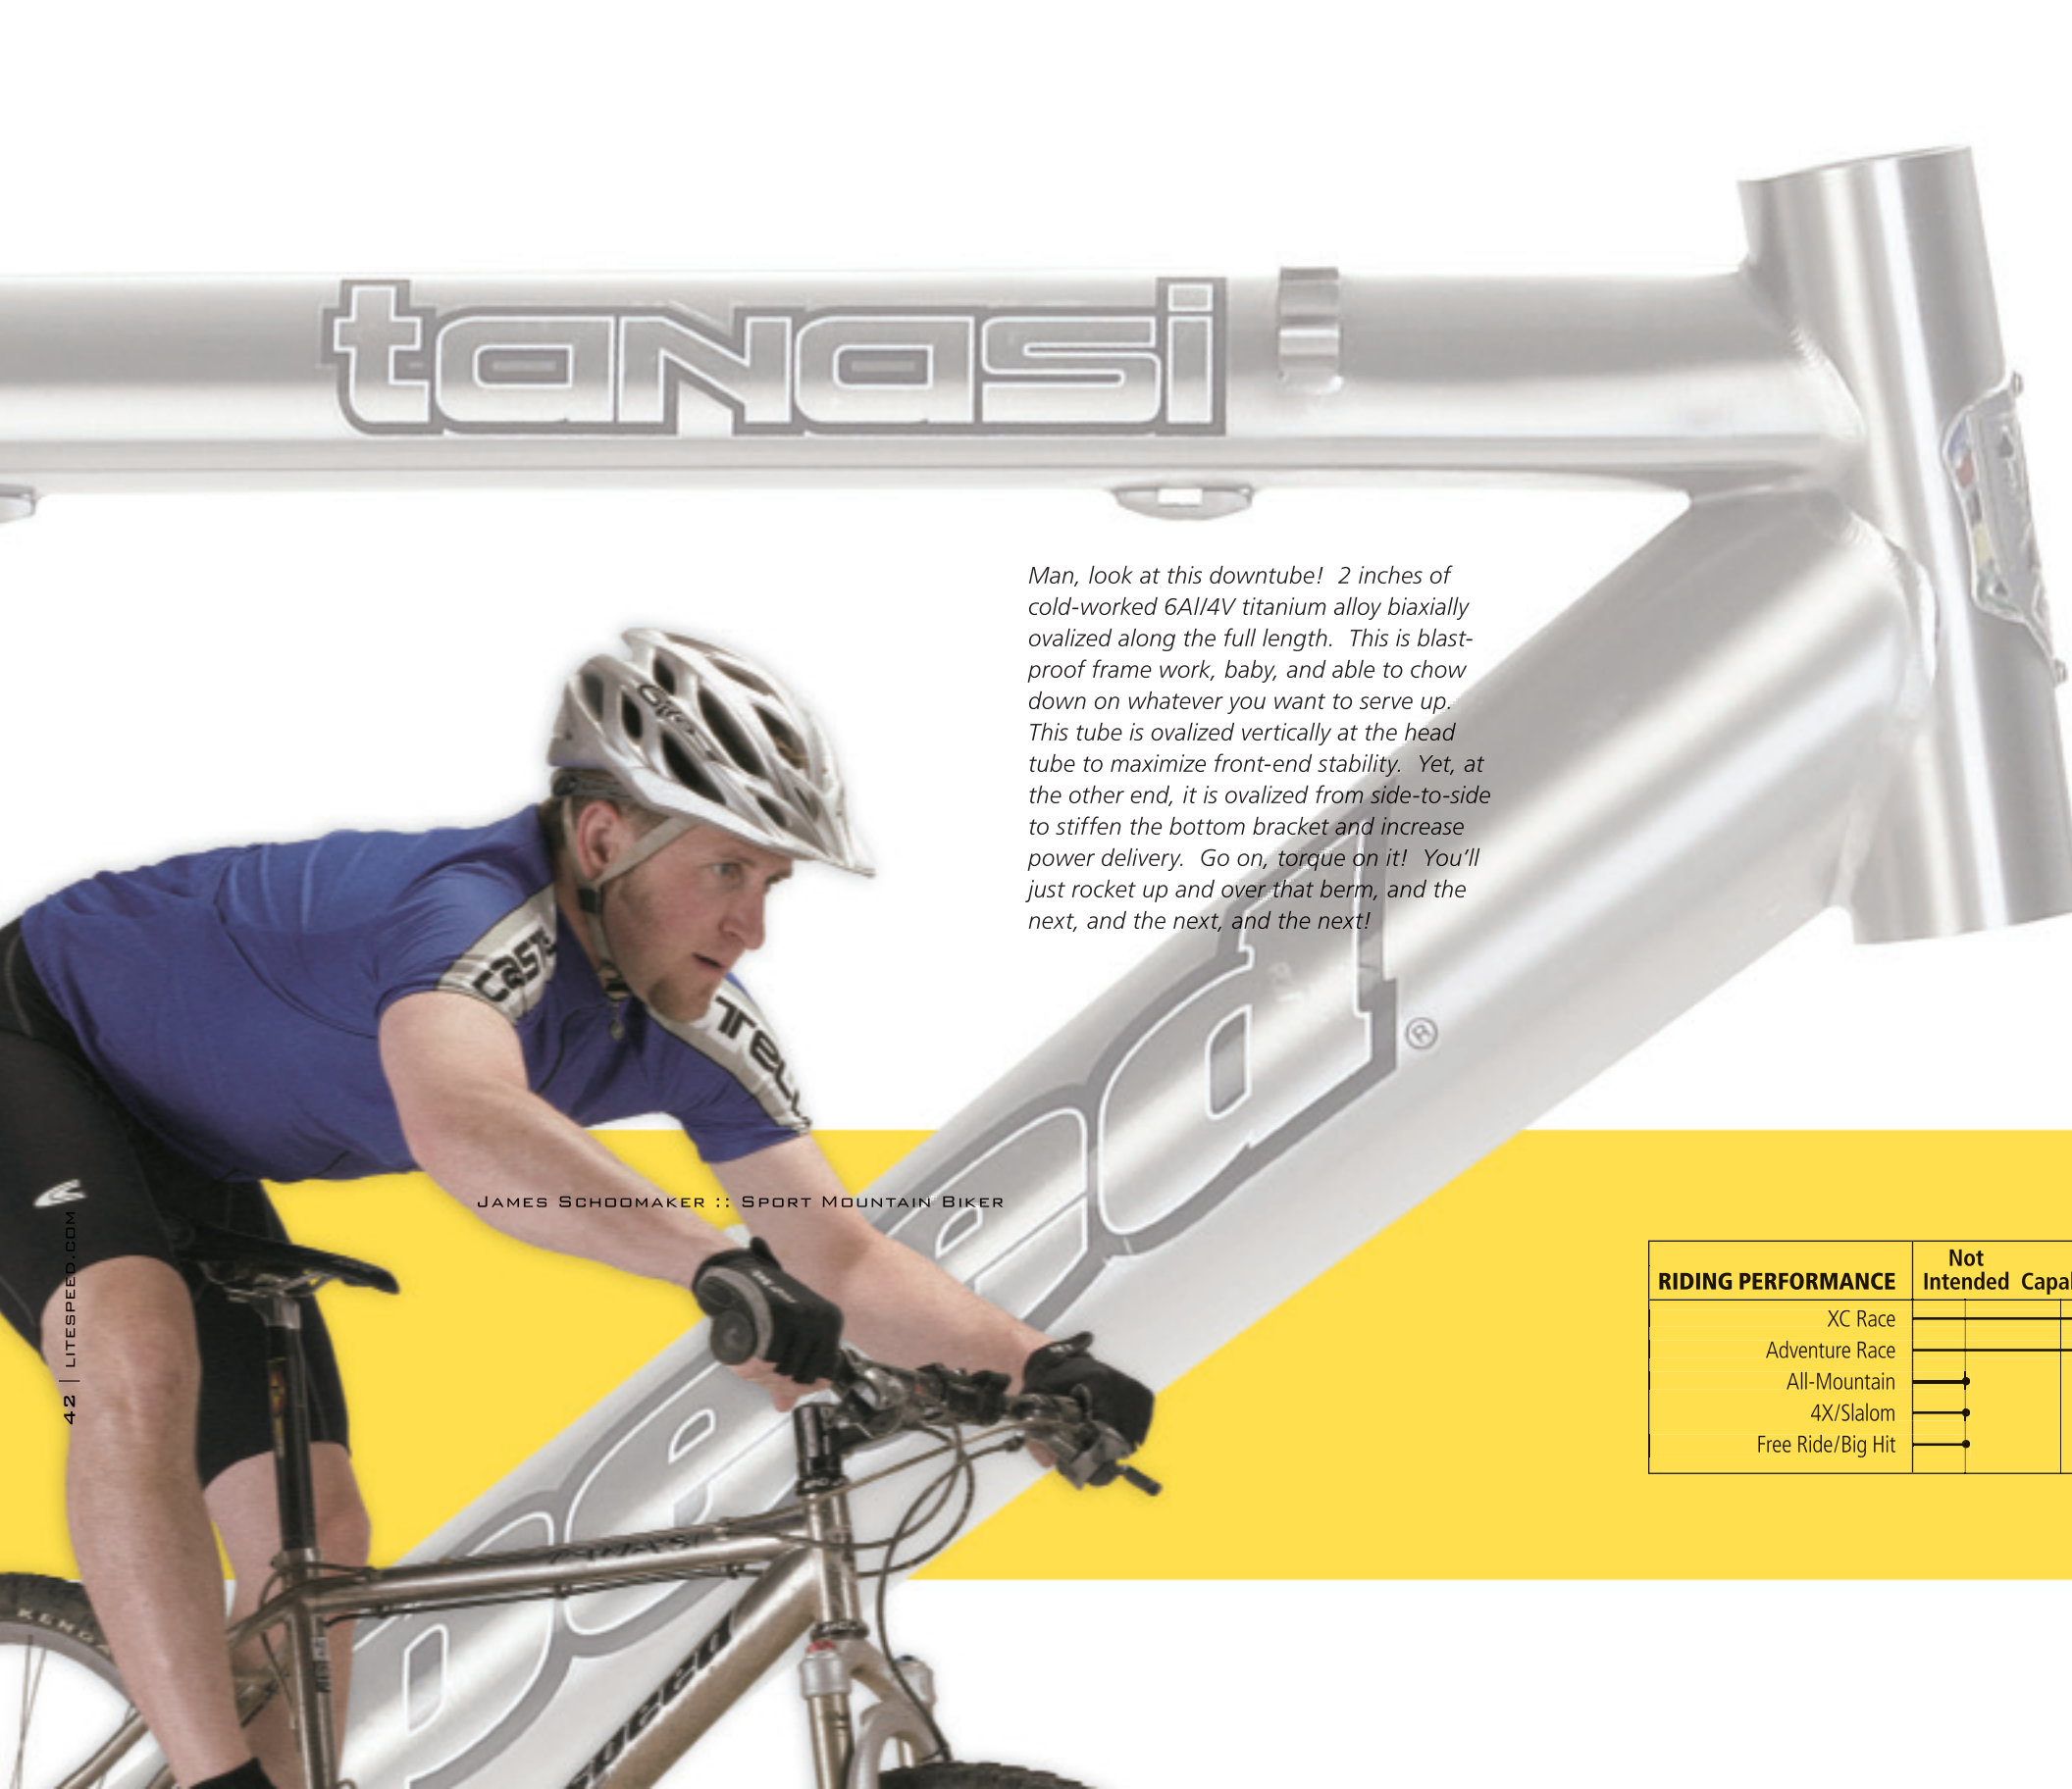 tanasi
Man, look at this downtube!  2 inches of
cold-worked 6Al/4V titanium alloy biaxially
ovalized along the full length.  This is blast-
proof frame work, baby, and able to chow
down on whatever you want to serve up.
This tube is ovalized vertically at the head
tube to maximize front-end stability.  Yet, at
the other end, it is ovalized from side-to-side
to stiffen the bottom bracket and increase
power delivery.  Go on, torque on it!  You’ll
just rocket up and over that berm, and the
next, and the next, and the next!
Giro
CASTELLI
®
James Schoomaker :: Sport Mountain Biker
42 | LITESPEED.COM
RIDING PERFORMANCE
Not
Intended
XC Race
Adventure Race
All-Mountain
4X/Slalom
Free Ride/Big Hit
TANASI
KENDA